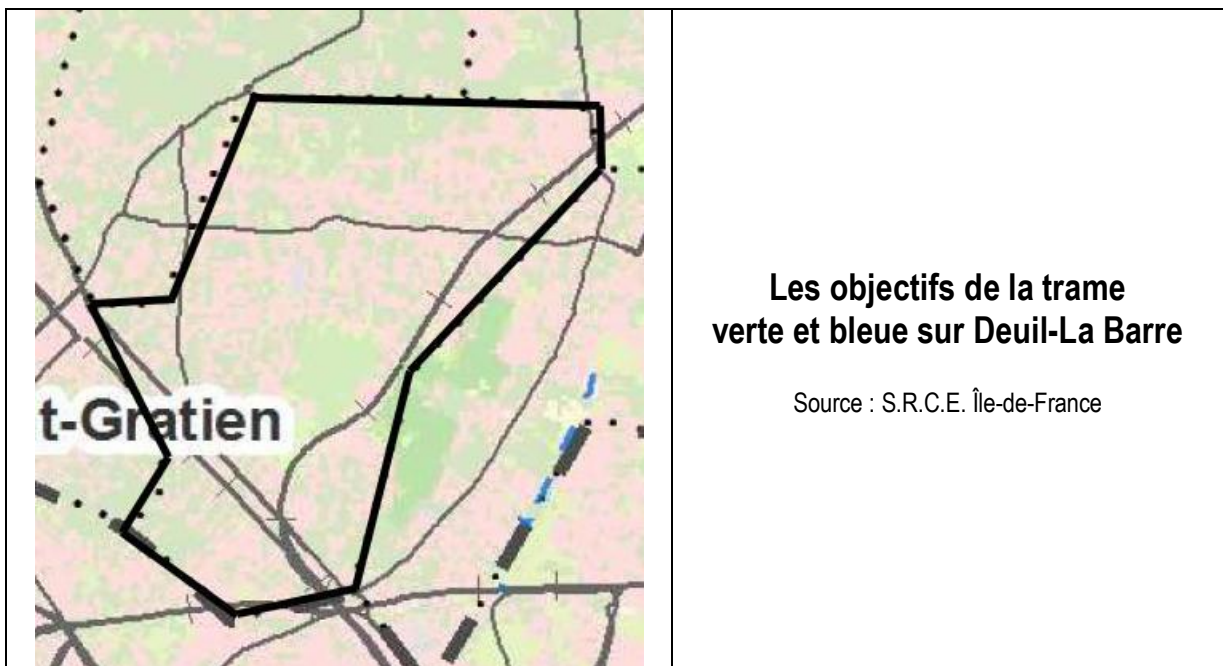 t-Gratien
Les objectifs de la trame
verte et bleue sur Deuil-La Barre
Source : S.R.C.E. Île-de-France